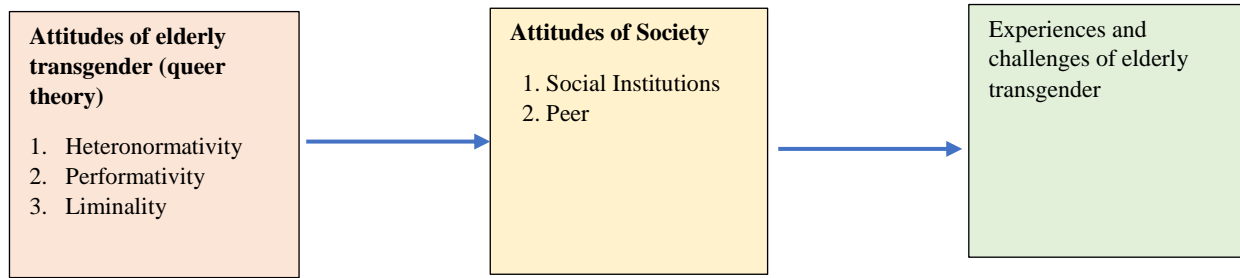 Attitudes of elderly
transgender (queer
theory)
1. Heteronormativity
2. Performativity
3. Liminality
Attitudes of Society
1. Social Institutions
2. Peer
Experiences and
challenges of elderly
transgender